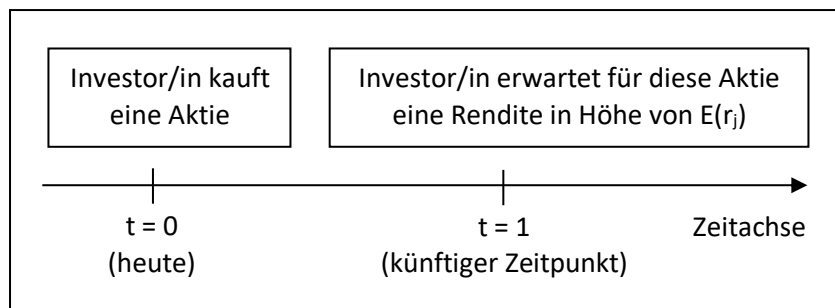 Investor/in kauft
eine Aktie
Investor/in erwartet für diese Aktie
eine Rendite in Höhe von E(rⱼ)
t = 0
(heute)
t = 1
(künftiger Zeitpunkt)
Zeitachse